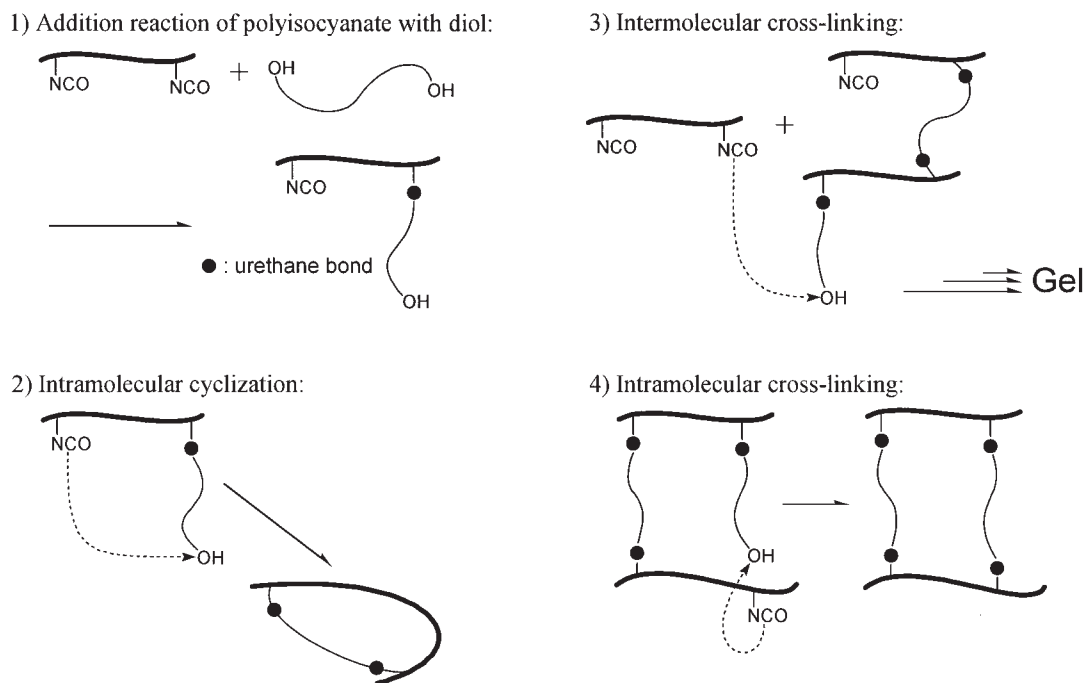 1) Addition reaction of polyisocyanate with diol:
NCO
NCO
+
OH
OH
NCO
● : urethane bond
OH
2) Intramolecular cyclization:
NCO
OH
3) Intermolecular cross-linking:
NCO
NCO
NCO
+
OH
Gel
4) Intramolecular cross-linking:
OH
NCO